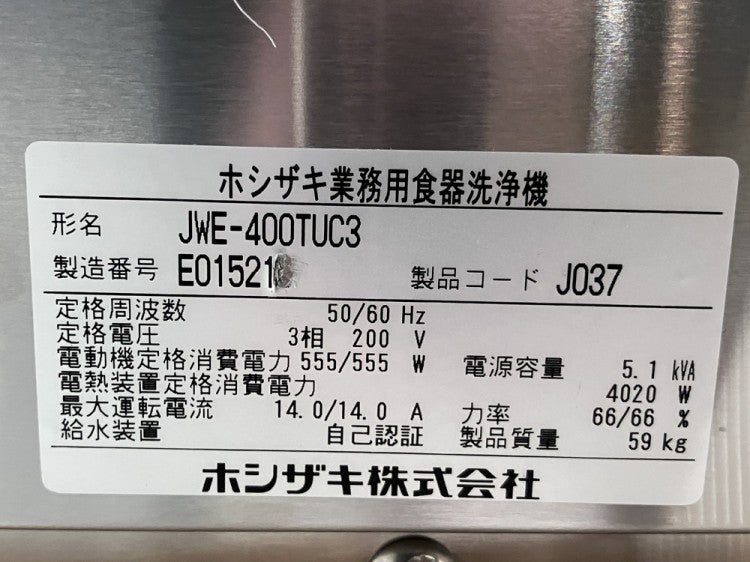 ホシザキ業務用食器洗浄機
形名 JWE-400TUC3
製造番号 E01521 製品コード J037
定格周波数 50/60 Hz
定格電圧 3相 200 V
電動機定格消費電力 555/555 W 電源容量 5.1 kVA
電熱装置定格消費電力 4020 W
最大運転電流 14.0/14.0 A 力率 66/66 %
給水装置 自己認証 製品質量 59 kg
ホシザキ株式会社